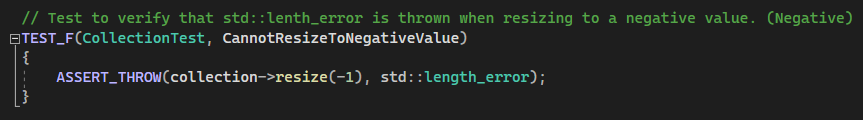 // Test to verify that std::lenth_error is thrown when resizing to a negative value. (Negative)
TEST_F(CollectionTest, CannotResizeToNegativeValue)
{
    ASSERT_THROW(collection->resize(-1), std::length_error);
}